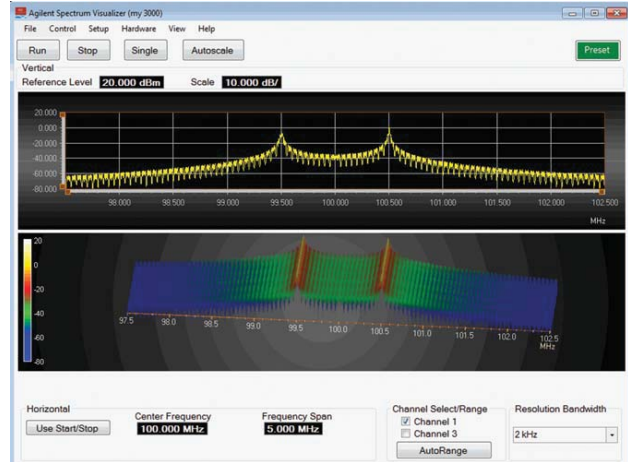 Agilent Spectrum Visualizer (my 3000)
File Control Setup Hardware View Help
Run Stop Single Autoscale Preset
Vertical
Reference Level 20.000 dBm Scale 10.000 dB/
20.000
0.000
-20.000
-40.000
-60.000
-80.000
98.000 98.500 99.000 99.500 100.000 100.500 101.000 101.500 102.000 102.500
MHz
20
0
-20
-40
-60
-80
97.5 98.0 98.5 99.0 99.5 100.0 100.5 101.0 101.5 102.0 102.5
MHz
Horizontal
Use Start/Stop
Center Frequency
100.000 MHz
Frequency Span
5.000 MHz
Channel Select/Range
Channel 1
Channel 3
AutoRange
Resolution Bandwidth
2 kHz